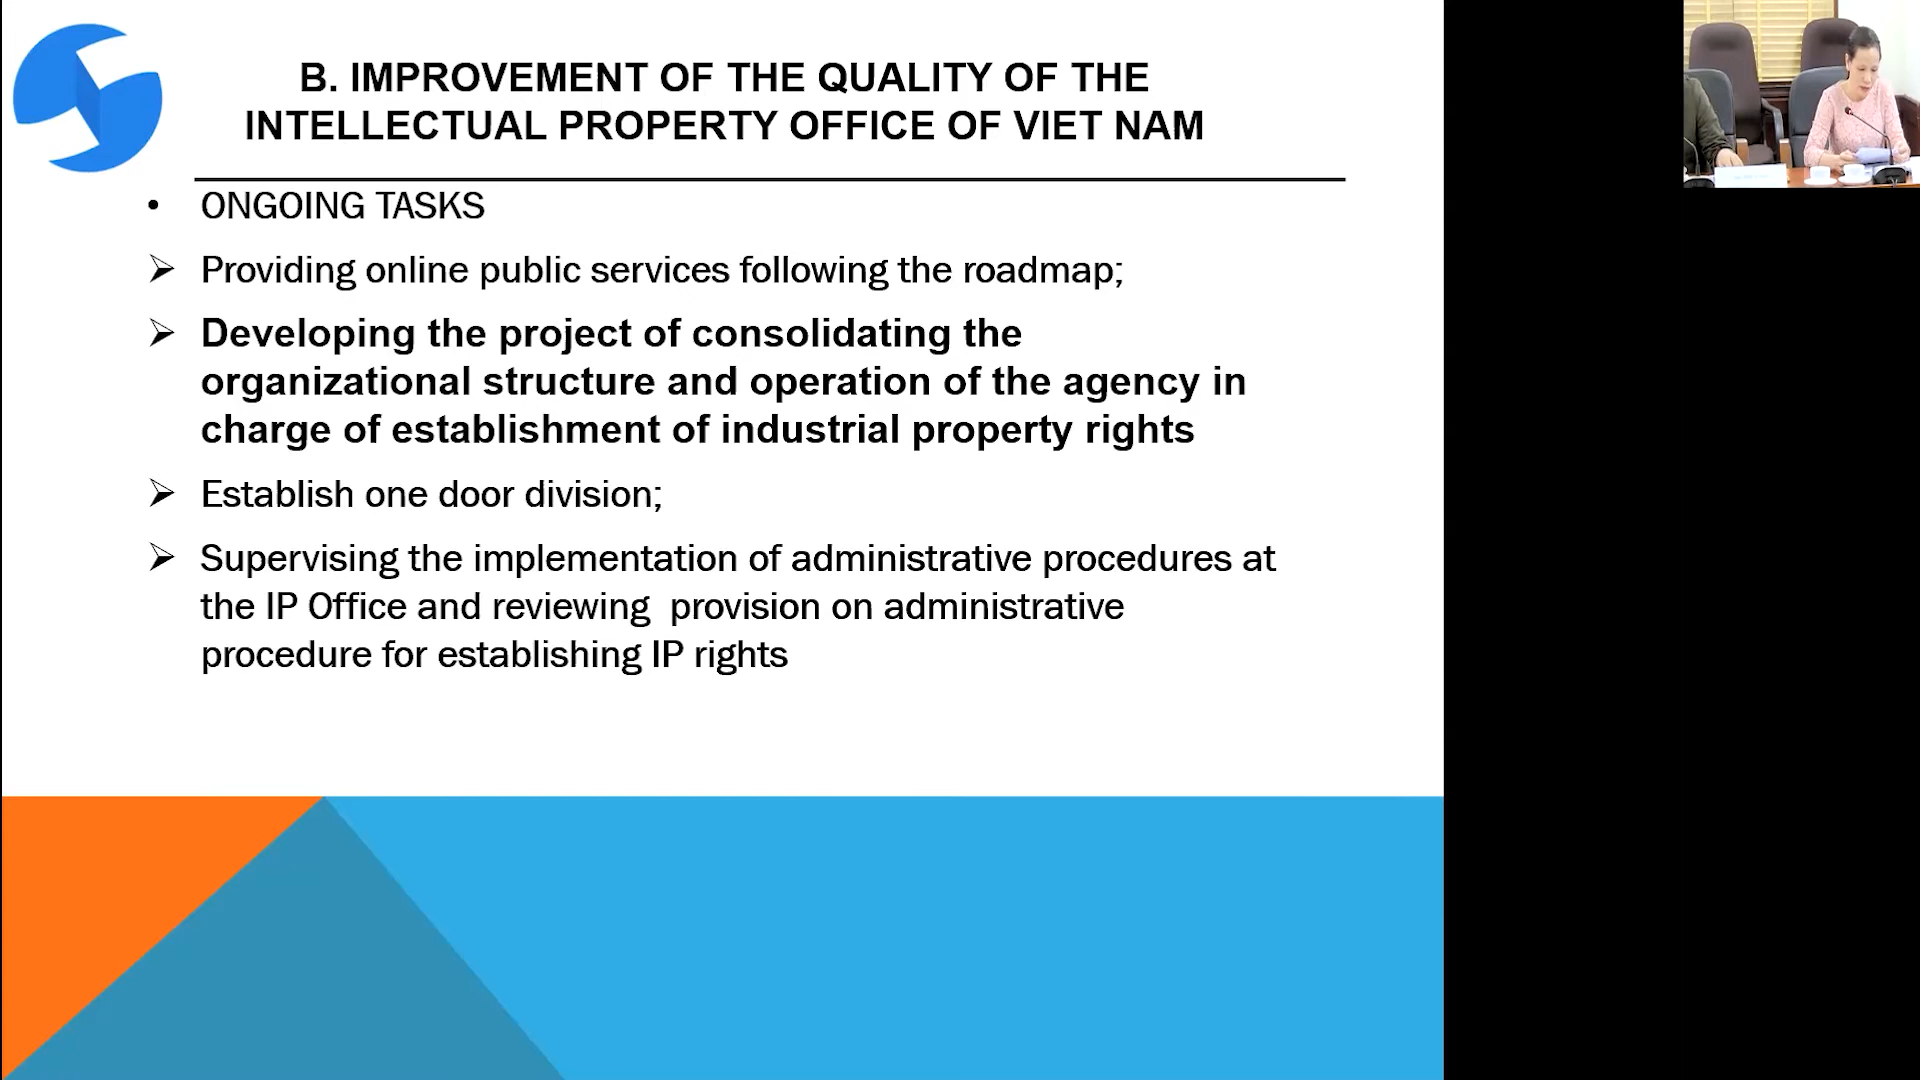 B. IMPROVEMENT OF THE QUALITY OF THE
INTELLECTUAL PROPERTY OFFICE OF VIET NAM
• ONGOING TASKS
➢ Providing online public services following the roadmap;
➢ Developing the project of consolidating the
organizational structure and operation of the agency in
charge of establishment of industrial property rights
➢ Establish one door division;
➢ Supervising the implementation of administrative procedures at
the IP Office and reviewing  provision on administrative
procedure for establishing IP rights